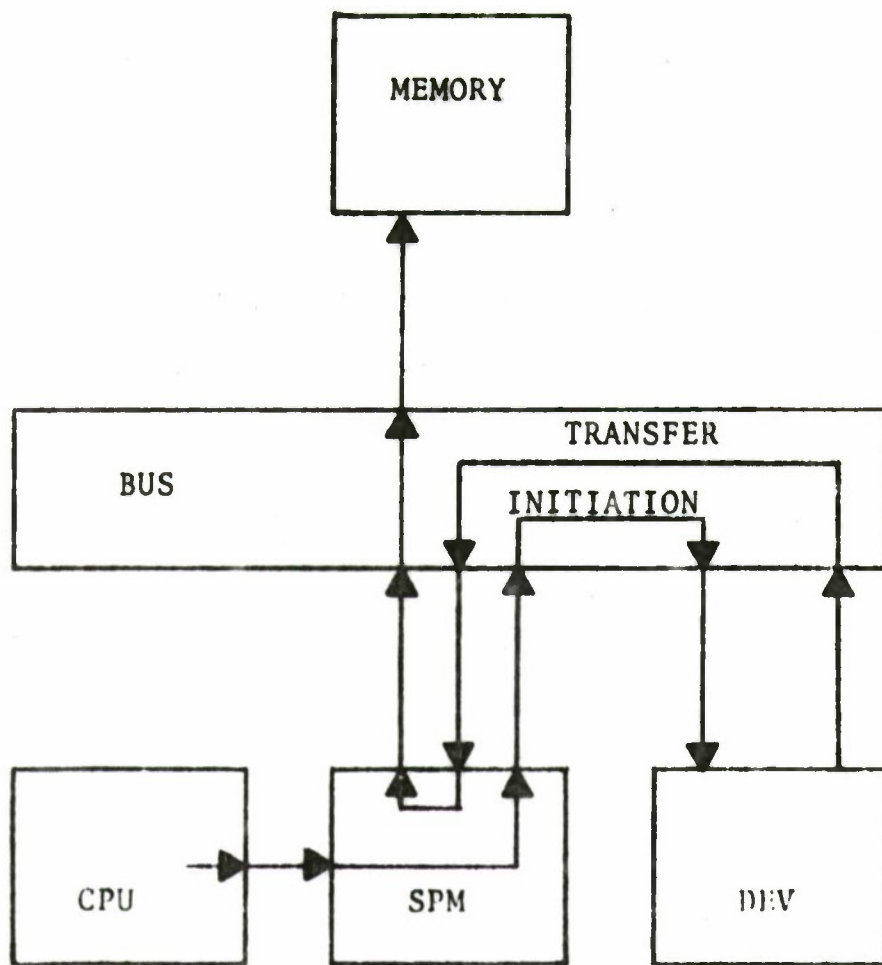 MEMORY
TRANSFER
BUS
INITIATION
CPU
SPM
DEV